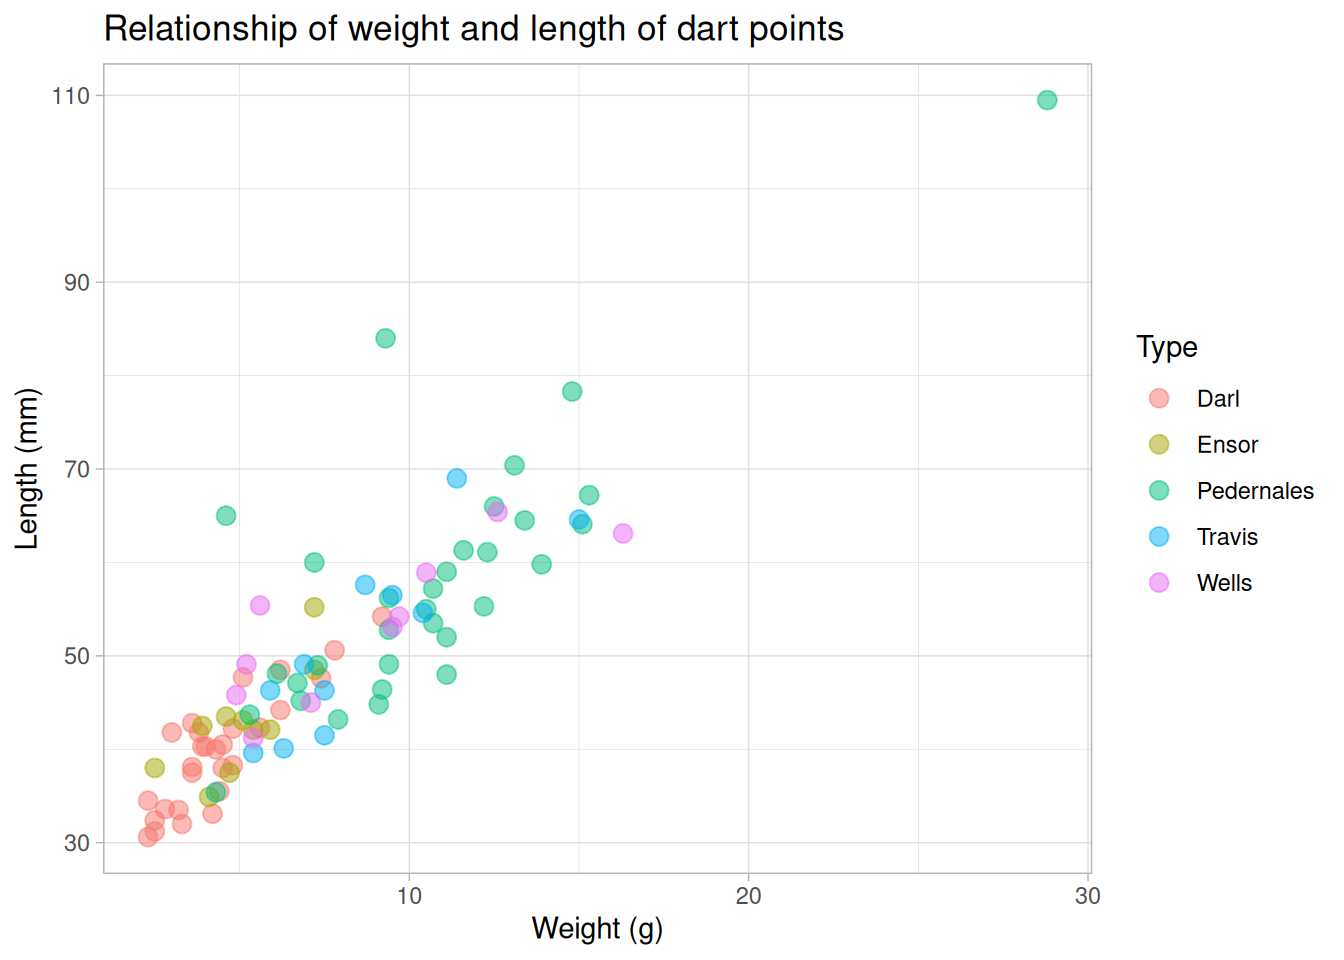 Relationship of weight and length of dart points
110
90
70
50
30
Length (mm)
10
20
30
Weight (g)
Type
Darl
Ensor
Pedernales
Travis
Wells